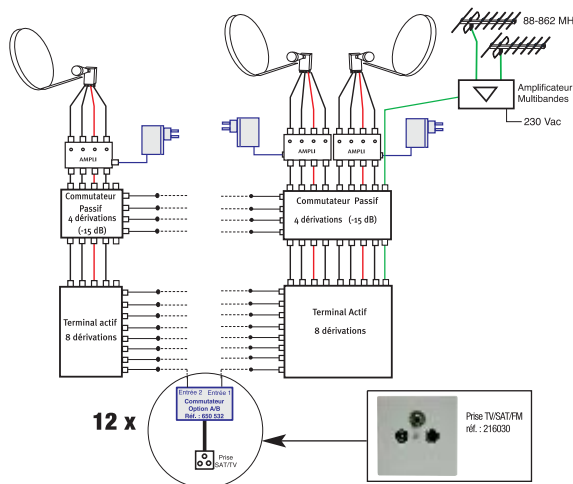 88-862 MH
Amplificateur
Multibandes
230 Vac
AMPLI
AMPLI
AMPLI
Commutateur
Passif
4 dérivations
(-15 dB)
Commutateur Passif
4 dérivations (-15 dB)
Terminal actif
8 dérivations
Terminal Actif
8 dérivations
12 x
Entrée 2 Entrée 1
Commutateur
Option A/B
Réf. : 650 532
Prise
SAT/TV
Prise TV/SAT/FM
réf. : 216030